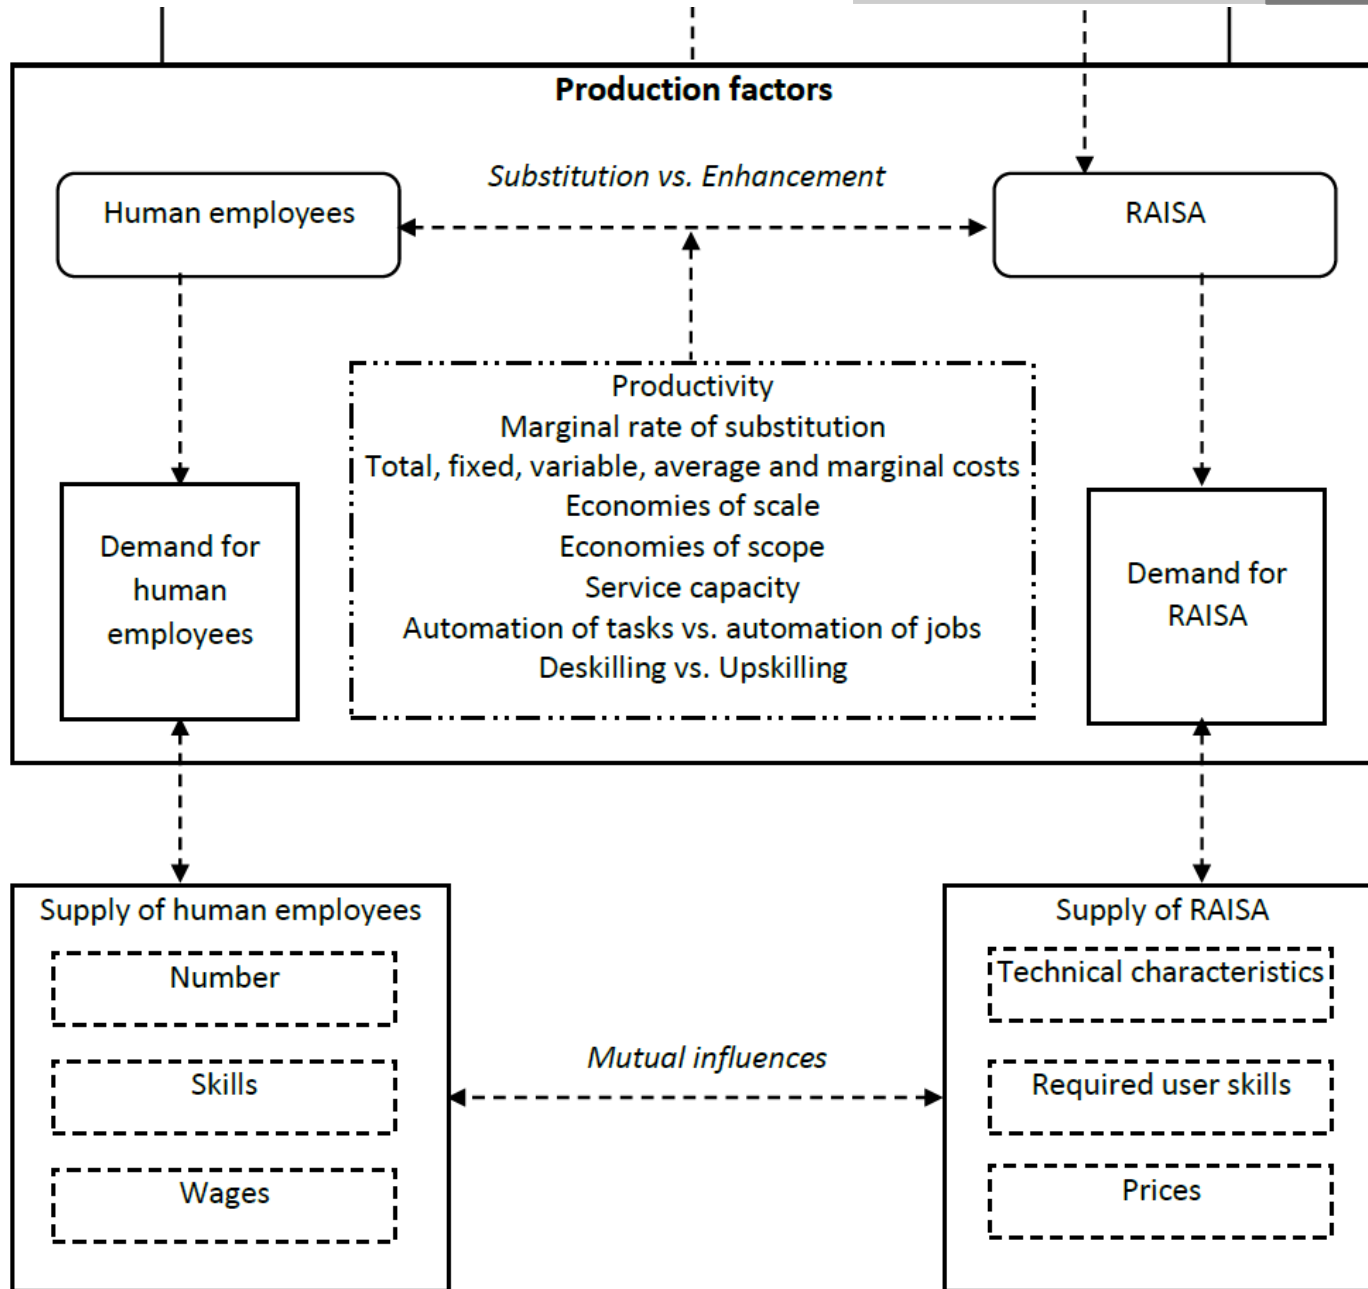 Production factors
Substitution vs. Enhancement
Human employees
RAISA
Productivity
Marginal rate of substitution
Total, fixed, variable, average and marginal costs
Economies of scale
Economies of scope
Service capacity
Automation of tasks vs. automation of jobs
Deskilling vs. Upskilling
Demand for
human
employees
Demand for
RAISA
Supply of human employees
Number
Skills
Wages
Mutual influences
Supply of RAISA
Technical characteristics
Required user skills
Prices